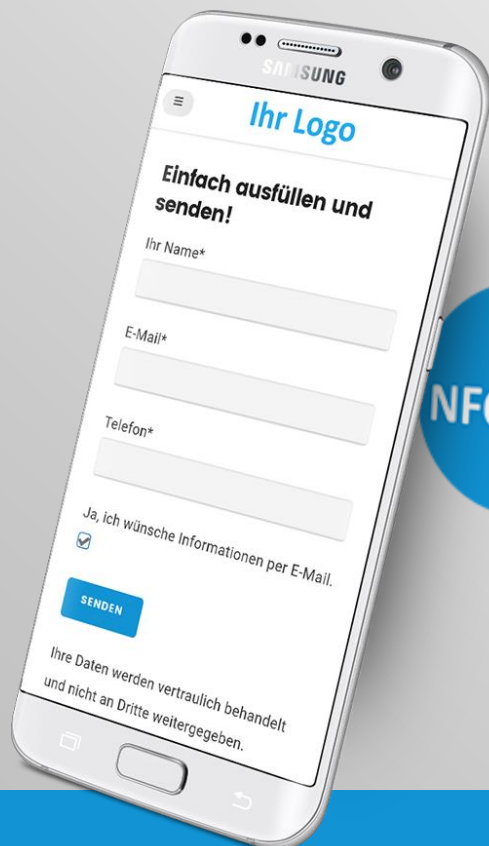 SAMSUNG
Ihr Logo
Einfach ausfüllen und
senden!
Ihr Name*
E-Mail*
Telefon*
Ja, ich wünsche Informationen per E-Mail.
SENDEN
Ihre Daten werden vertraulich behandelt
und nicht an Dritte weitergegeben.